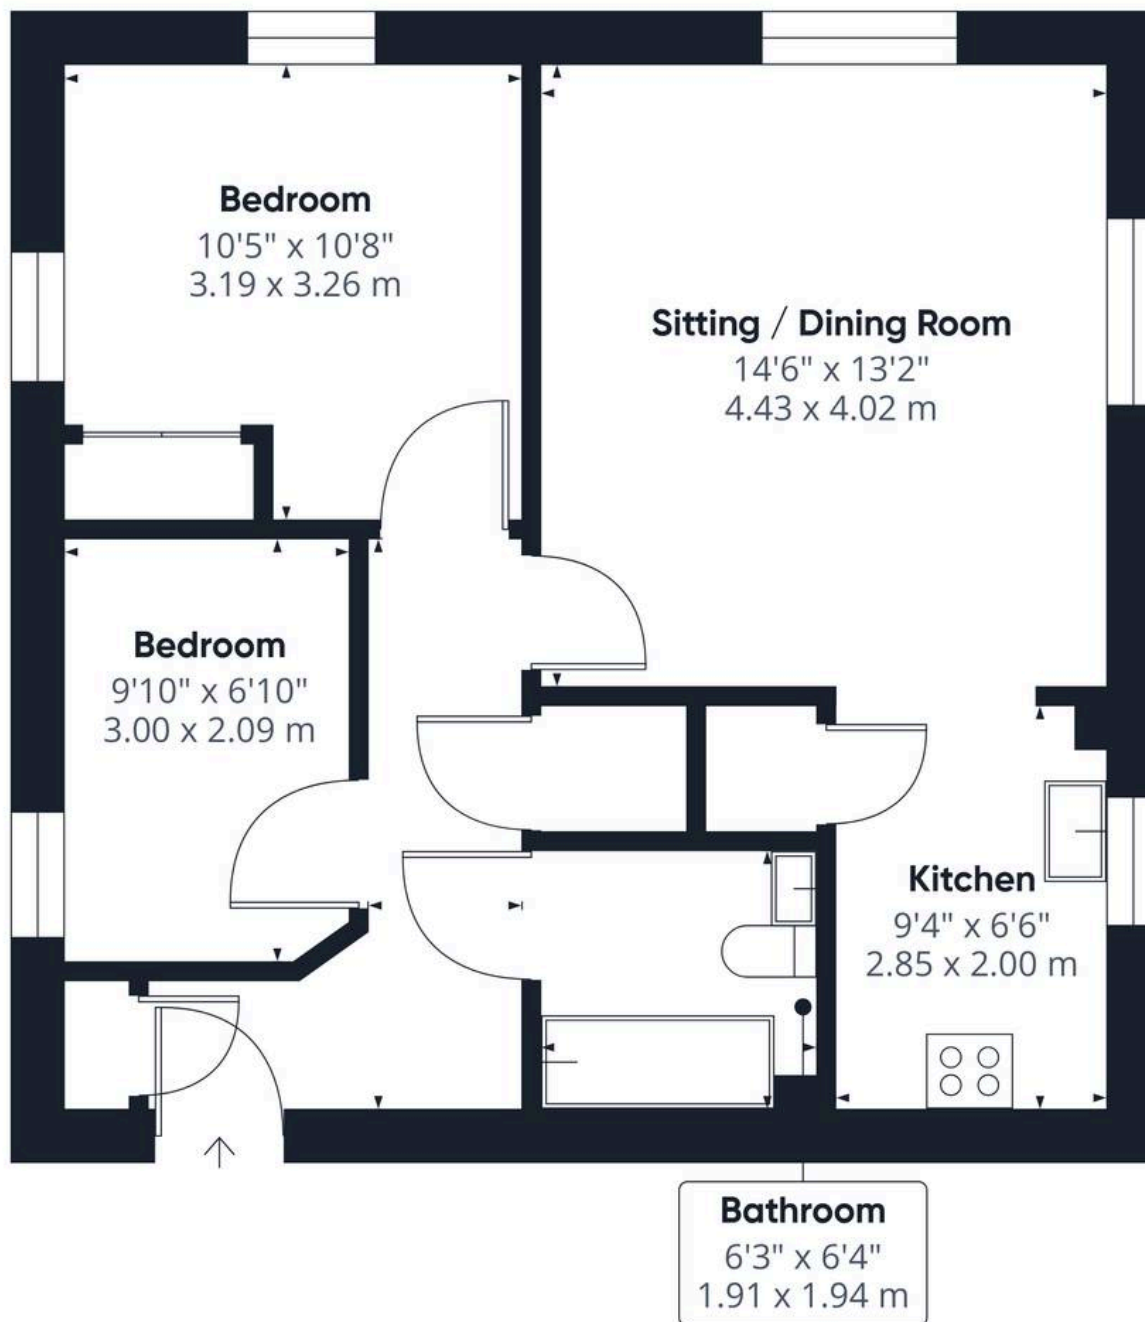 Bedroom
10'5" x 10'8"
3.19 x 3.26 m
Sitting / Dining Room
14'6" x 13'2"
4.43 x 4.02 m
Bedroom
9'10" x 6'10"
3.00 x 2.09 m
Kitchen
9'4" x 6'6"
2.85 x 2.00 m
Bathroom
6'3" x 6'4"
1.91 x 1.94 m